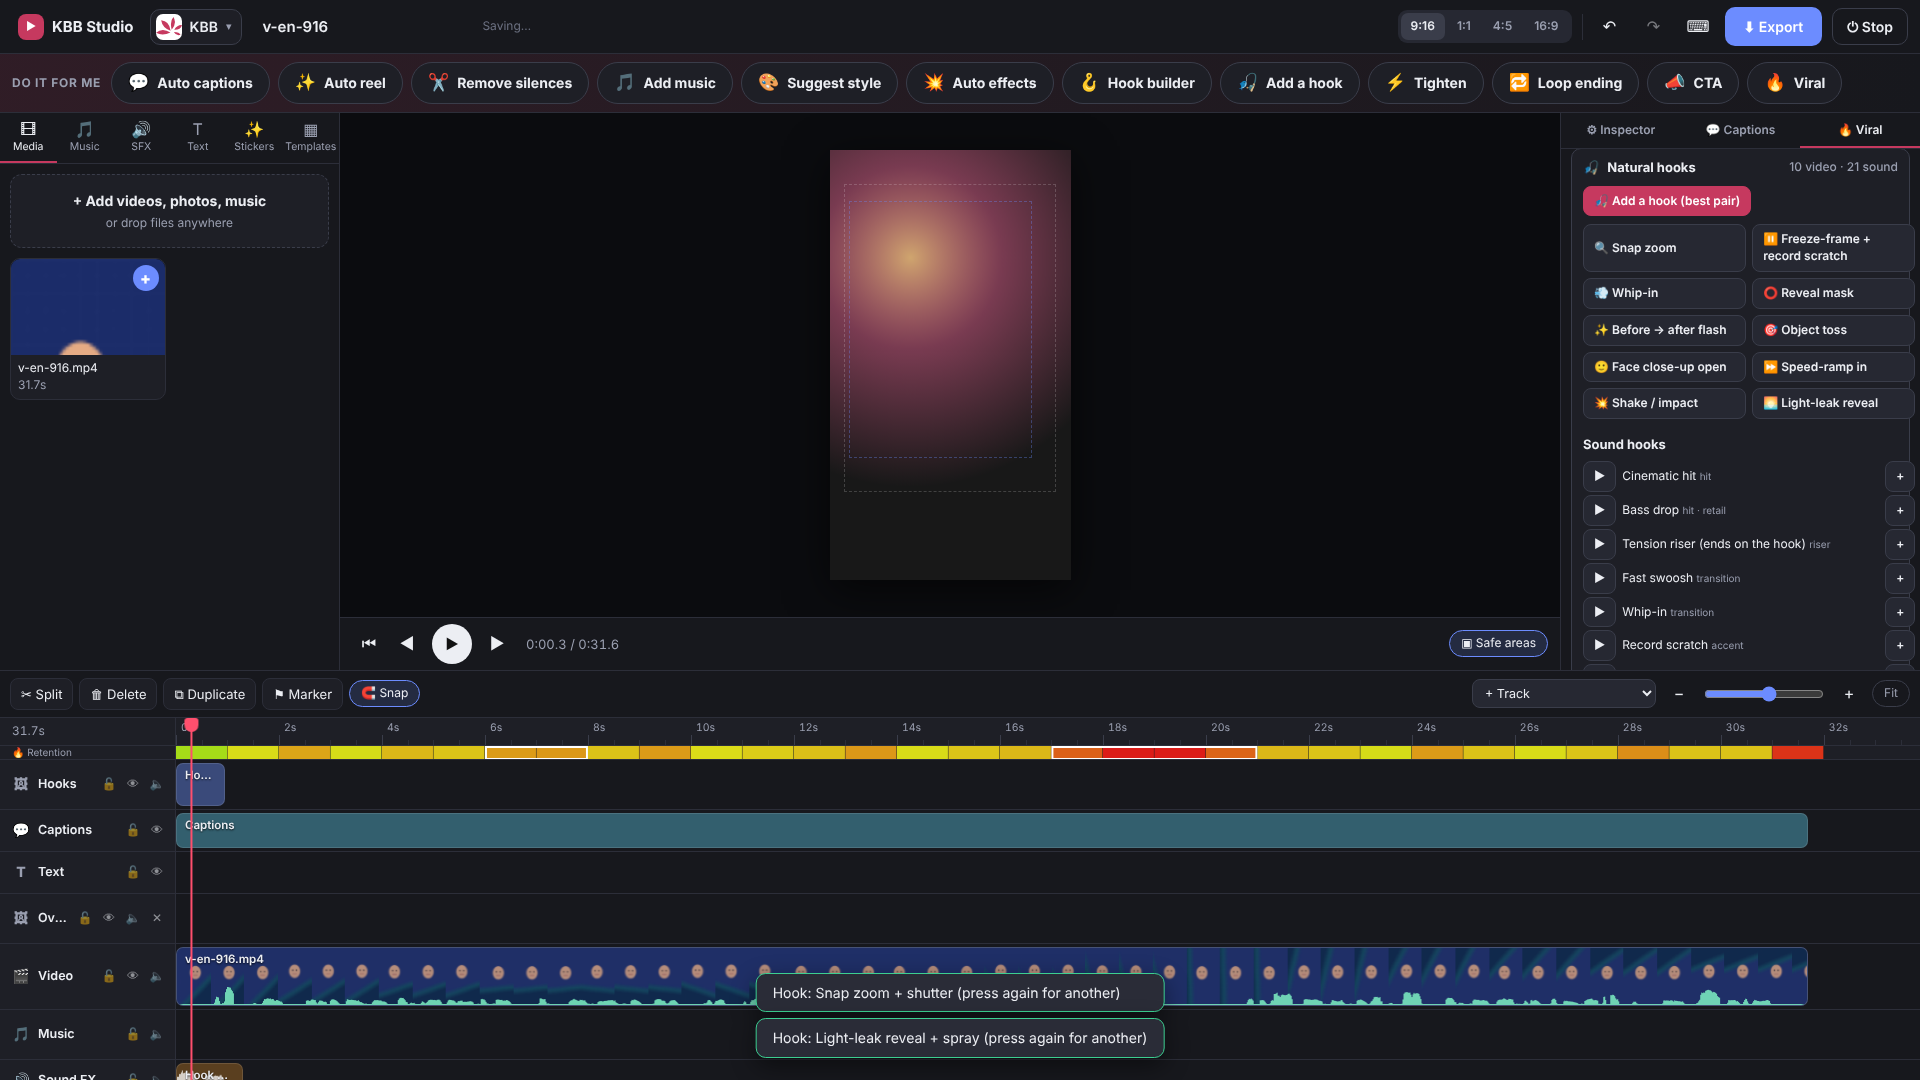 KBB Studio
KBB
v-en-916
Saving...
9:16
1:1
4:5
16:9
Export
Stop
DO IT FOR ME
Auto captions
Auto reel
Remove silences
Add music
Suggest style
Auto effects
Hook builder
Add a hook
Tighten
Loop ending
CTA
Viral
Media
Music
SFX
Text
Stickers
Templates
+ Add videos, photos, music
or drop files anywhere
v-en-916.mp4
31.7s
0:00.3 / 0:31.6
Safe areas
Inspector
Captions
Viral
Natural hooks
10 video · 21 sound
Add a hook (best pair)
Snap zoom
Freeze-frame +
record scratch
Whip-in
Reveal mask
Before → after flash
Object toss
Face close-up open
Speed-ramp in
Shake / impact
Light-leak reveal
Sound hooks
Cinematic hit hit
Bass drop hit · retail
Tension riser (ends on the hook) riser
Fast swoosh transition
Whip-in transition
Record scratch accent
Split
Delete
Duplicate
Marker
Snap
+ Track
Fit
31.7s
2s
4s
6s
8s
10s
12s
14s
16s
18s
20s
22s
24s
26s
28s
30s
32s
Retention
Hooks
Ho...
Captions
Captions
Text
Ov...
Video
v-en-916.mp4
Hook: Snap zoom + shutter (press again for another)
Hook: Light-leak reveal + spray (press again for another)
Music
Sound FX
Hook...